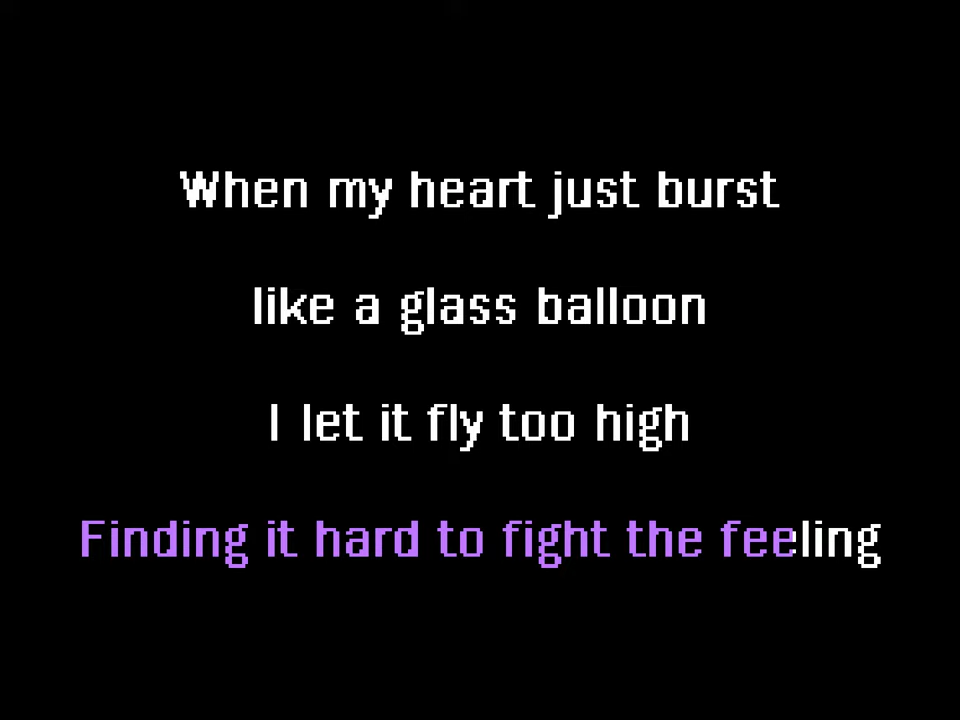 When my heart just burst
like a glass balloon
I let it fly too high
Finding it hard to fight the feeling